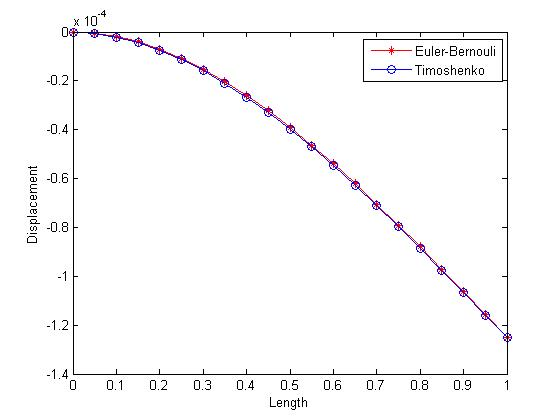 x 10^-4
0
-0.2
-0.4
-0.6
-0.8
-1
-1.2
-1.4
Displacement
Euler-Bernouli
Timoshenko
0 0.1 0.2 0.3 0.4 0.5 0.6 0.7 0.8 0.9 1
Length